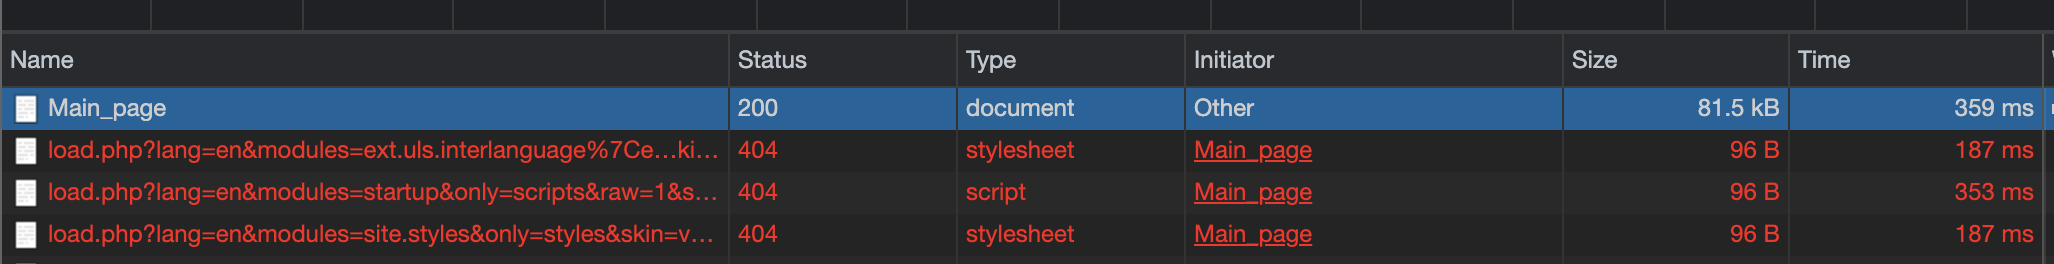 Name Status Type Initiator Size Time
Main_page 200 document Other 81.5 kB 359 ms
load.php?lang=en&modules=ext.uls.interlanguage%7Ce…ki… 404 stylesheet Main_page 96 B 187 ms
load.php?lang=en&modules=startup&only=scripts&raw=1&s… 404 script Main_page 96 B 353 ms
load.php?lang=en&modules=site.styles&only=styles&skin=v… 404 stylesheet Main_page 96 B 187 ms